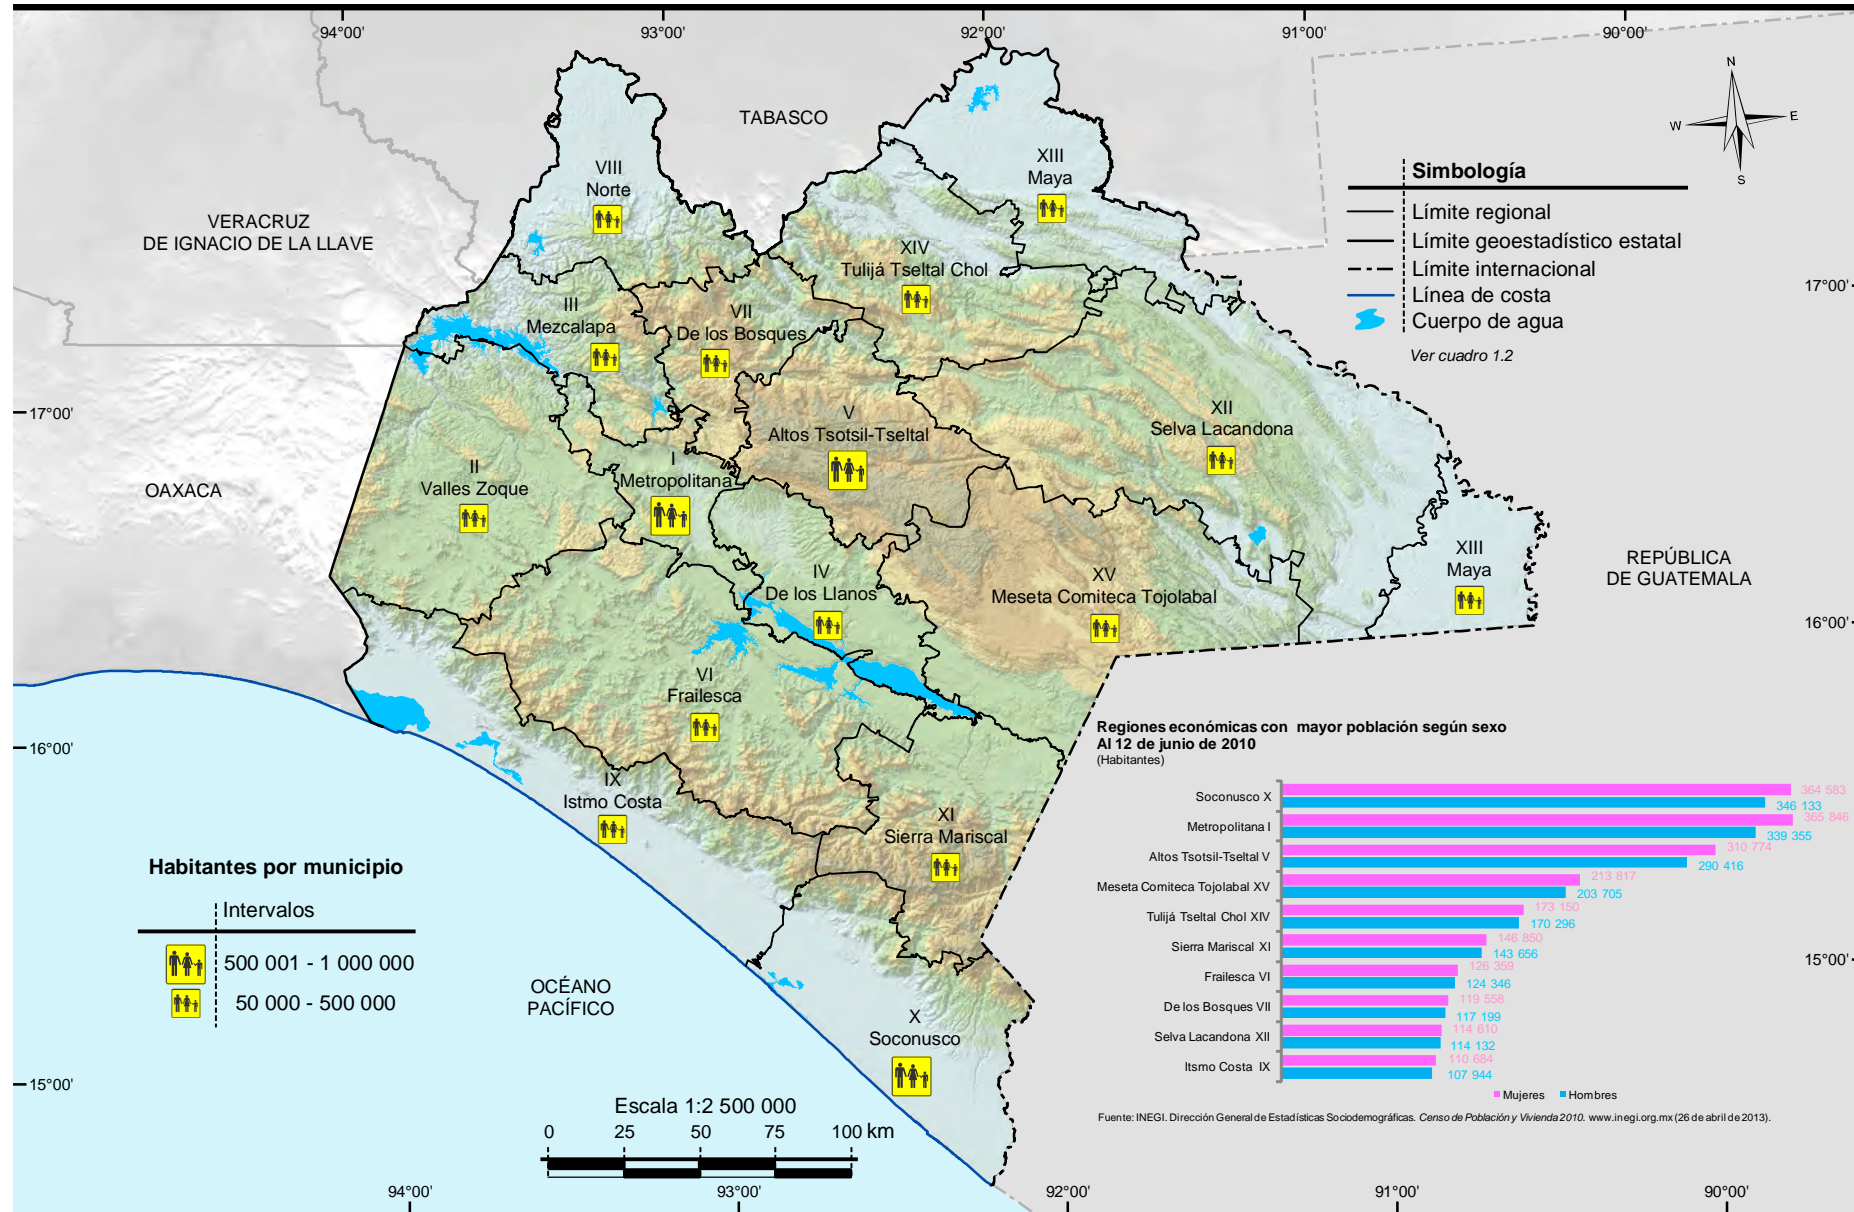 94°00'
93°00'
92°00'
91°00'
90°00'
N
W
E
S
TABASCO
VERACRUZ
DE IGNACIO DE LA LLAVE
OAXACA
REPÚBLICA
DE GUATEMALA
OCÉANO
PACÍFICO
17°00'
16°00'
15°00'
17°00'
16°00'
15°00'
VIII
Norte
XIII
Maya
XIV
Tulijá Tseltal Chol
III
Mezcalapa
VII
De los Bosques
V
Altos Tsotsil-Tseltal
XII
Selva Lacandona
II
Valles Zoque
I
Metropolitana
IV
De los Llanos
XV
Meseta Comiteca Tojolabal
XIII
Maya
VI
Frailesca
IX
Istmo Costa
XI
Sierra Mariscal
X
Soconusco
Simbología
Límite regional
Límite geoestadístico estatal
Límite internacional
Línea de costa
Cuerpo de agua
Ver cuadro 1.2
Habitantes por municipio
Intervalos
500 001 - 1 000 000
50 000 - 500 000
Escala 1:2 500 000
0 25 50 75 100 km
Regiones económicas con mayor población según sexo
Al 12 de junio de 2010
(Habitantes)
Soconusco X
364 583
346 133
Metropolitana I
365 846
339 355
Altos Tsotsil-Tseltal V
310 774
290 416
Meseta Comiteca Tojolabal XV
213 817
203 705
Tulijá Tseltal Chol XIV
173 150
170 296
Sierra Mariscal XI
146 850
143 656
Frailesca VI
126 359
124 346
De los Bosques VII
119 558
117 199
Selva Lacandona XII
114 610
114 132
Itsmo Costa IX
110 684
107 944
Mujeres Hombres
Fuente: INEGI. Dirección General de Estadísticas Sociodemográficas. Censo de Población y Vivienda 2010. www.inegi.org.mx (26 de abril de 2013).
94°00'
93°00'
92°00'
91°00'
90°00'